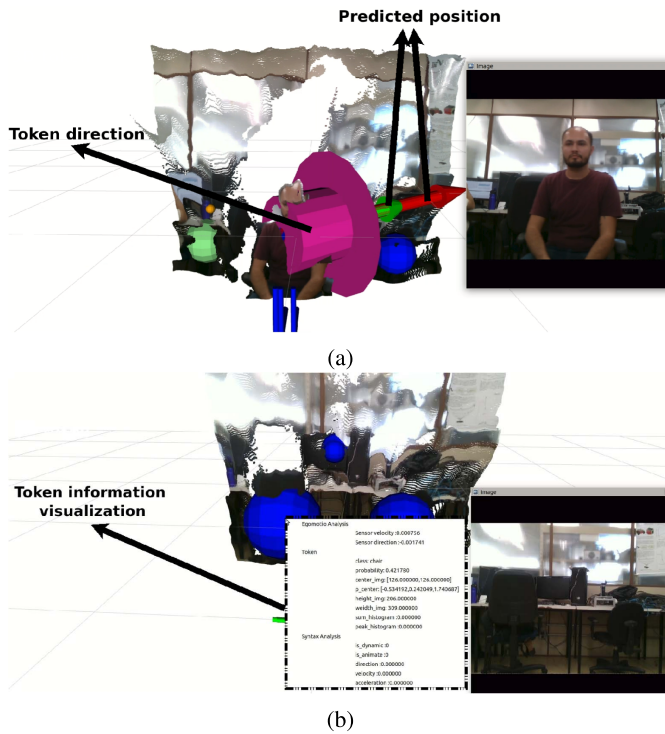 Predicted position
Image
Token direction
(a)
Token information
visualization
Image
Egomotio Analysis
Sensor velocity :0.000756
Sensor direction :-0.001741
Token
class: chair
probability: 0.421780
center_img: [126.000000,126.000000]
p_center: [-0.534192,0.242049,1.740687]
height_img: 206.000000
weidth_img: 309.000000
sum_histogram :0.000000
peak_histogram :0.000000
Syntax Analysis
is_dynamic :0
is_animate :0
direction :0.000000
velocity :0.000000
acceleration :0.000000
(b)